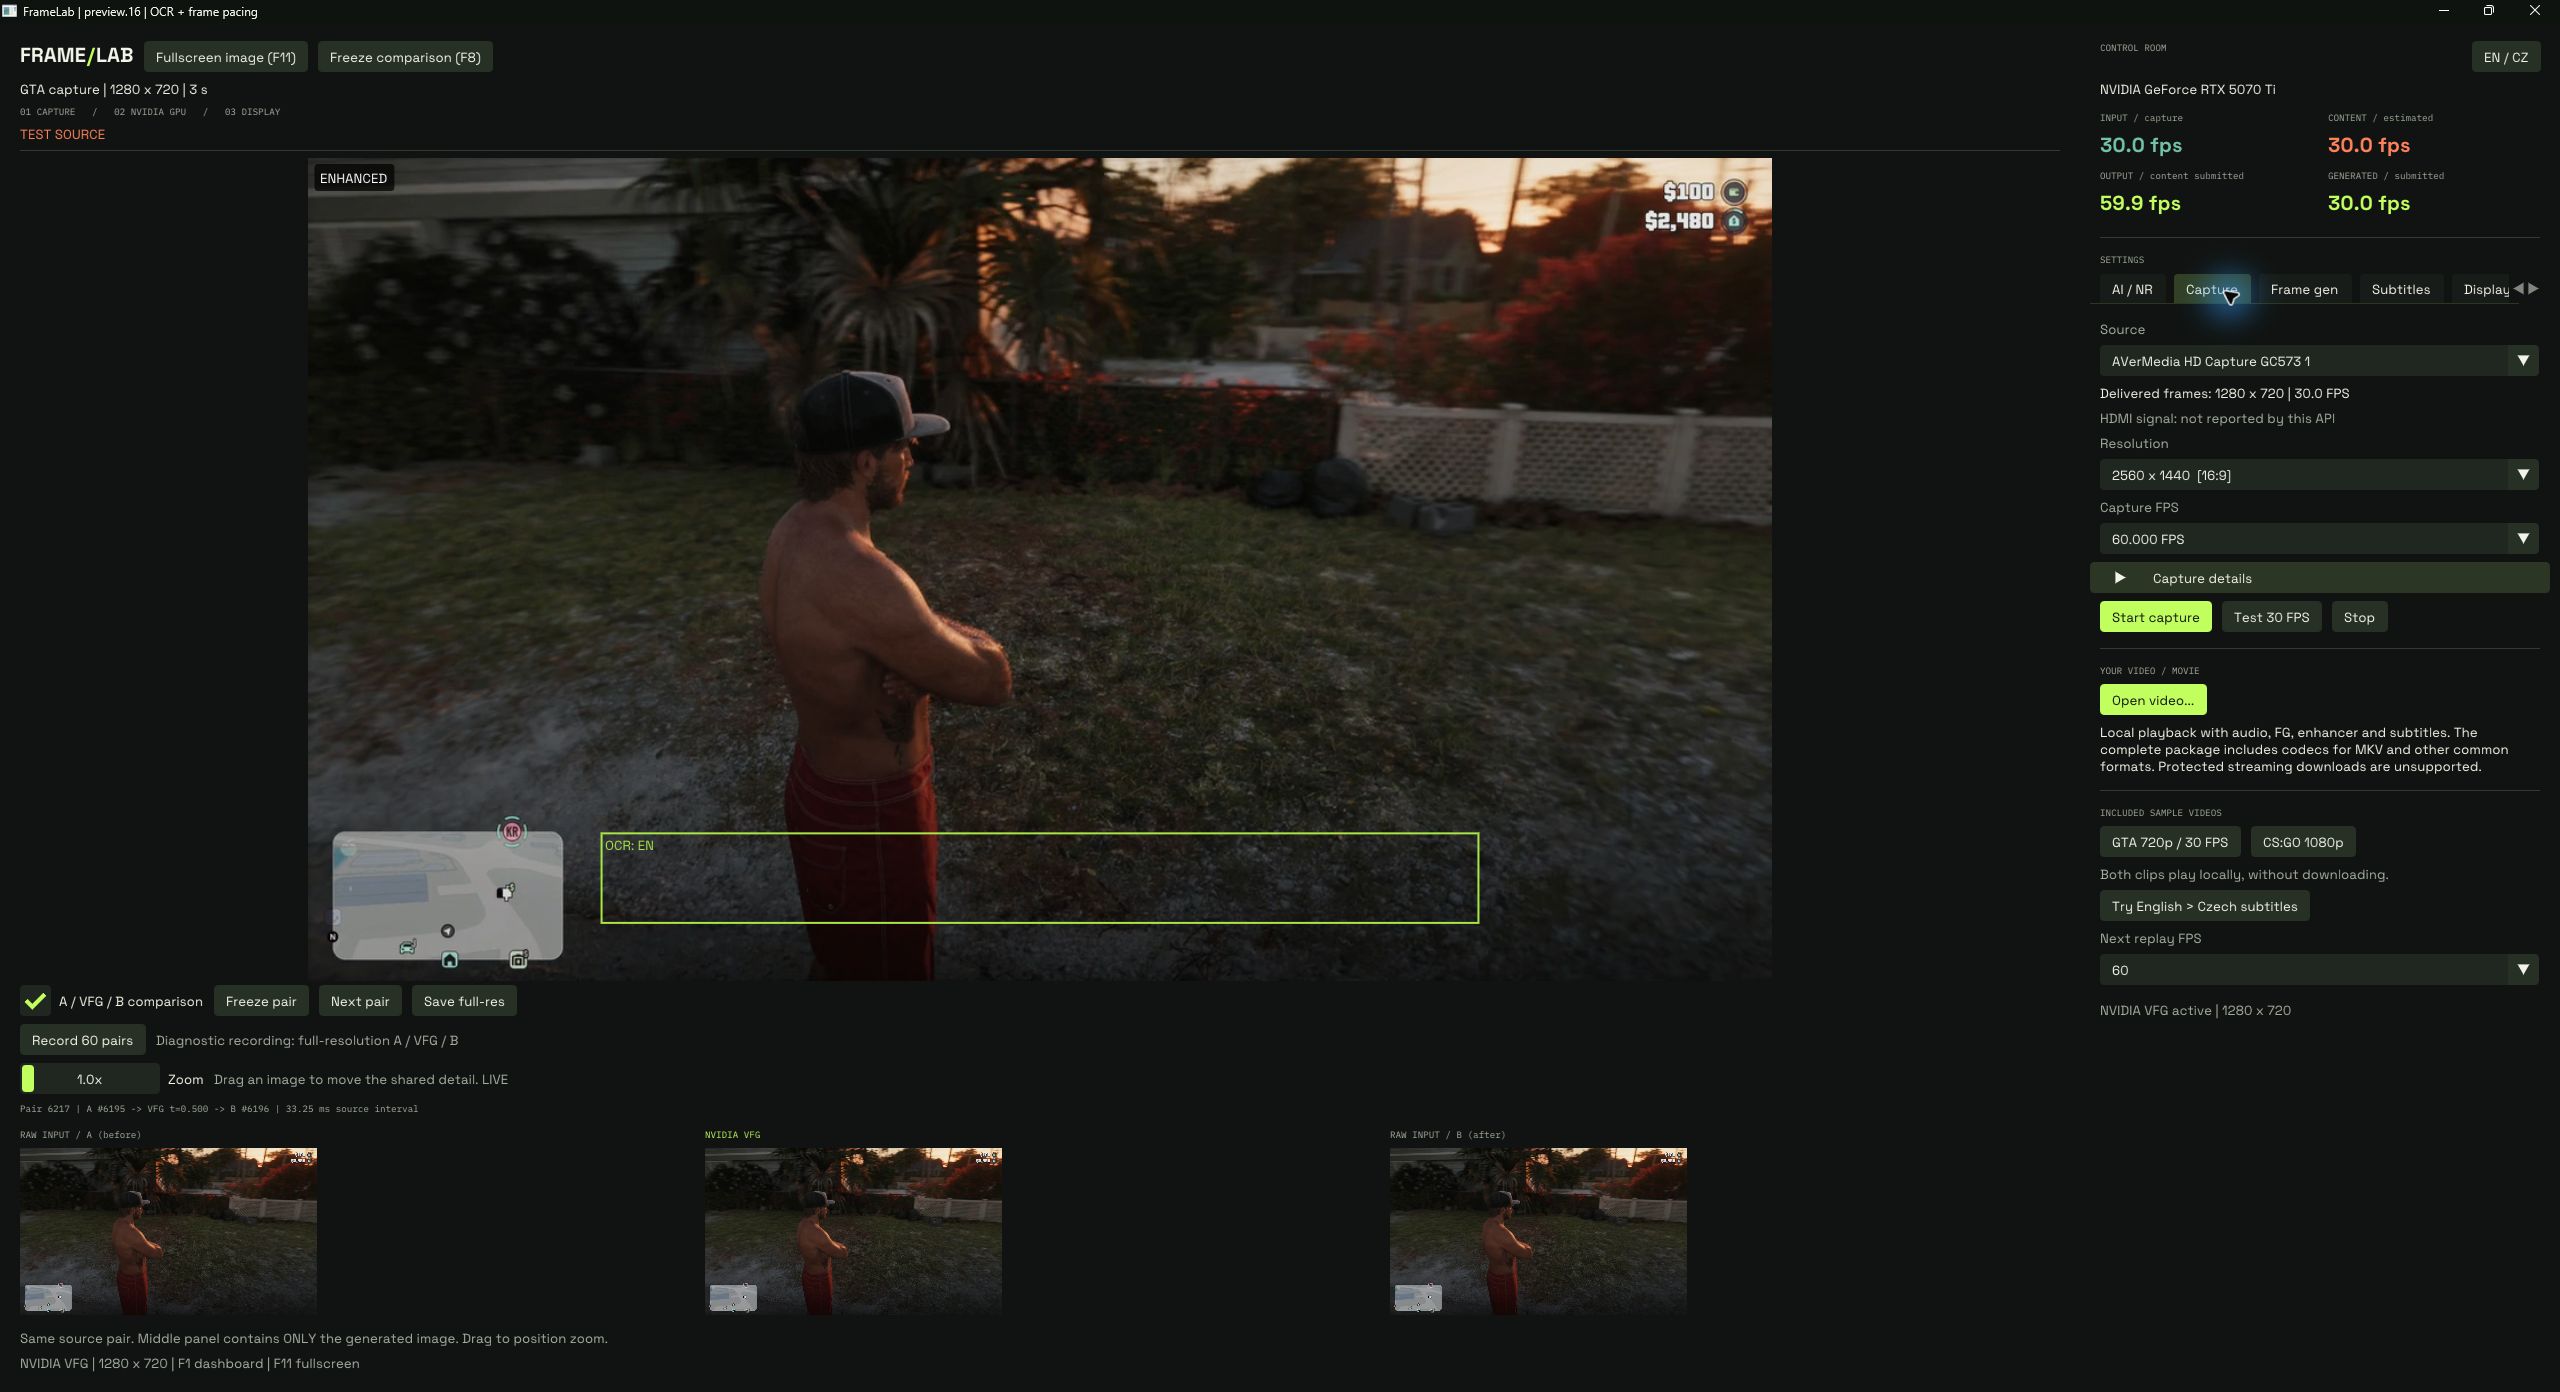 FrameLab | preview.16 | OCR + frame pacing
FRAME/LAB
Fullscreen image (F11)
Freeze comparison (F8)
GTA capture | 1280 x 720 | 3 s
01 CAPTURE / 02 NVIDIA GPU / 03 DISPLAY
TEST SOURCE
ENHANCED
$100
$2,480
KR
N
OCR: EN
A / VFG / B comparison
Freeze pair
Next pair
Save full-res
Record 60 pairs
Diagnostic recording: full-resolution A / VFG / B
1.0x
Zoom
Drag an image to move the shared detail. LIVE
Pair 6217 | A #6195 -> VFG t=0.500 -> B #6196 | 33.25 ms source interval
RAW INPUT / A (before)
NVIDIA VFG
RAW INPUT / B (after)
Same source pair. Middle panel contains ONLY the generated image. Drag to position zoom.
NVIDIA VFG | 1280 x 720 | F1 dashboard | F11 fullscreen
CONTROL ROOM
EN / CZ
NVIDIA GeForce RTX 5070 Ti
INPUT / capture
CONTENT / estimated
30.0 fps
30.0 fps
OUTPUT / content submitted
GENERATED / submitted
59.9 fps
30.0 fps
SETTINGS
AI / NR
Capture
Frame gen
Subtitles
Display
Source
AVerMedia HD Capture GC573 1
Delivered frames: 1280 x 720 | 30.0 FPS
HDMI signal: not reported by this API
Resolution
2560 x 1440 [16:9]
Capture FPS
60.000 FPS
Capture details
Start capture
Test 30 FPS
Stop
YOUR VIDEO / MOVIE
Open video...
Local playback with audio, FG, enhancer and subtitles. The
complete package includes codecs for MKV and other common
formats. Protected streaming downloads are unsupported.
INCLUDED SAMPLE VIDEOS
GTA 720p / 30 FPS
CS:GO 1080p
Both clips play locally, without downloading.
Try English > Czech subtitles
Next replay FPS
60
NVIDIA VFG active | 1280 x 720